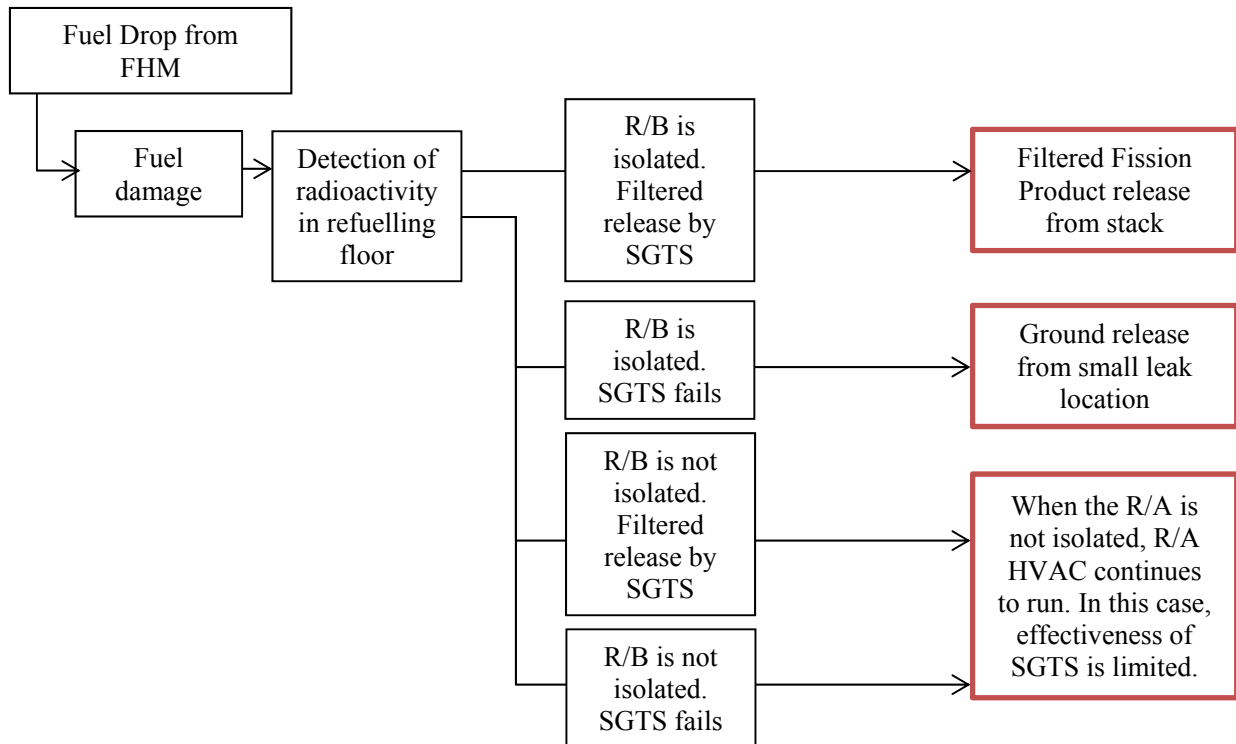 Fuel Drop from
FHM
Fuel
damage
Detection of
radioactivity
in refuelling
floor
R/B is
isolated.
Filtered
release by
SGTS
Filtered Fission
Product release
from stack
R/B is
isolated.
SGTS fails
Ground release
from small leak
location
R/B is not
isolated.
Filtered
release by
SGTS
When the R/A is
not isolated, R/A
HVAC continues
to run. In this case,
effectiveness of
SGTS is limited.
R/B is not
isolated.
SGTS fails